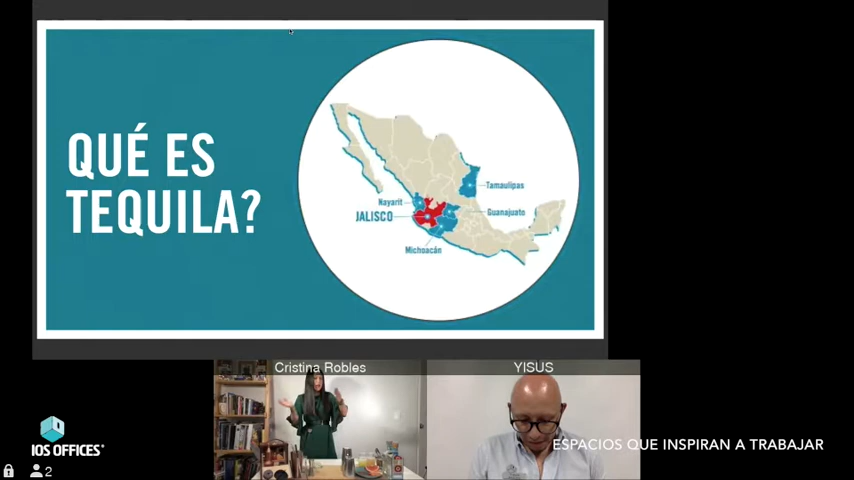 QUÉ ES
TEQUILA?
Tamaulipas
Nayarit
Guanajuato
JALISCO
Michoacán
Cristina Robles
YISUS
IOS OFFICES®
ESPACIOS QUE INSPIRAN A TRABAJAR
2